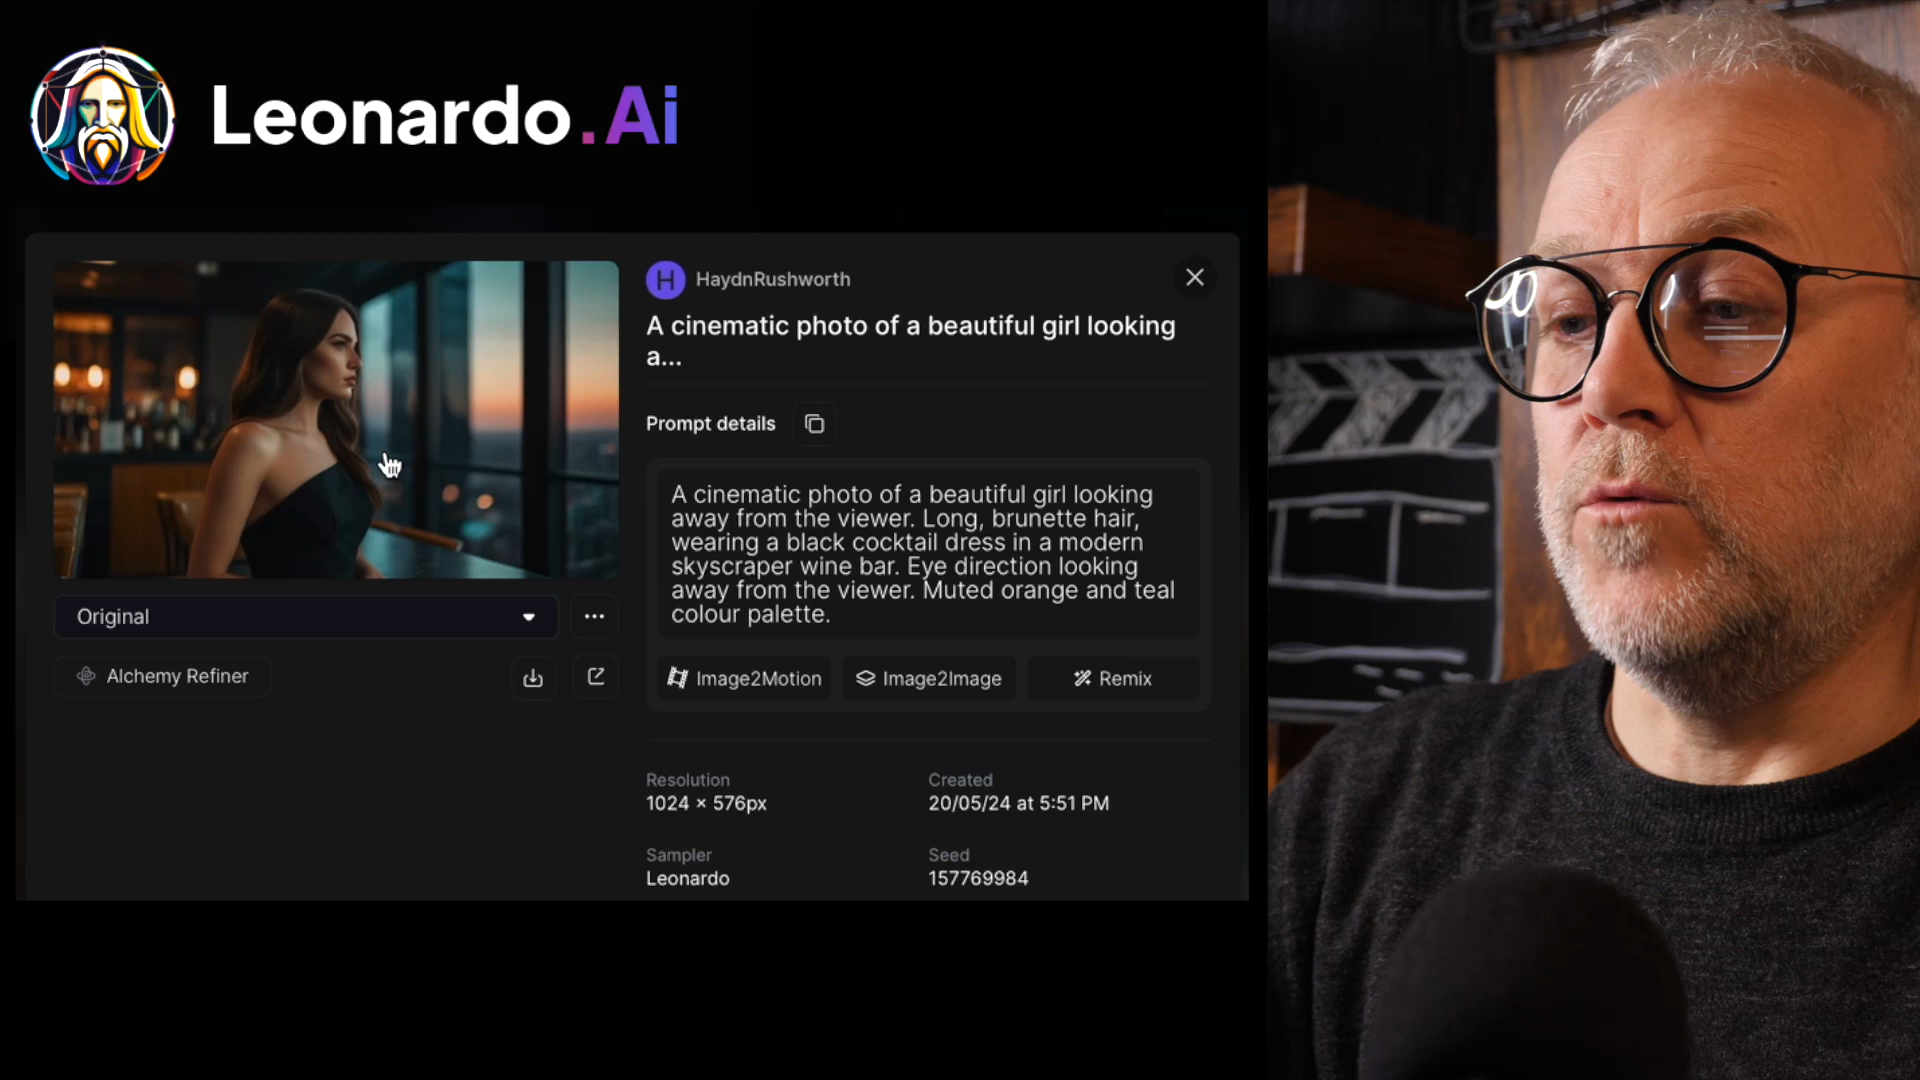 Leonardo.Ai
H HaydnRushworth
A cinematic photo of a beautiful girl looking
a...
Prompt details
A cinematic photo of a beautiful girl looking
away from the viewer. Long, brunette hair,
wearing a black cocktail dress in a modern
skyscraper wine bar. Eye direction looking
away from the viewer. Muted orange and teal
colour palette.
Original
Alchemy Refiner
Image2Motion
Image2Image
Remix
Resolution
1024 × 576px
Created
20/05/24 at 5:51 PM
Sampler
Leonardo
Seed
157769984